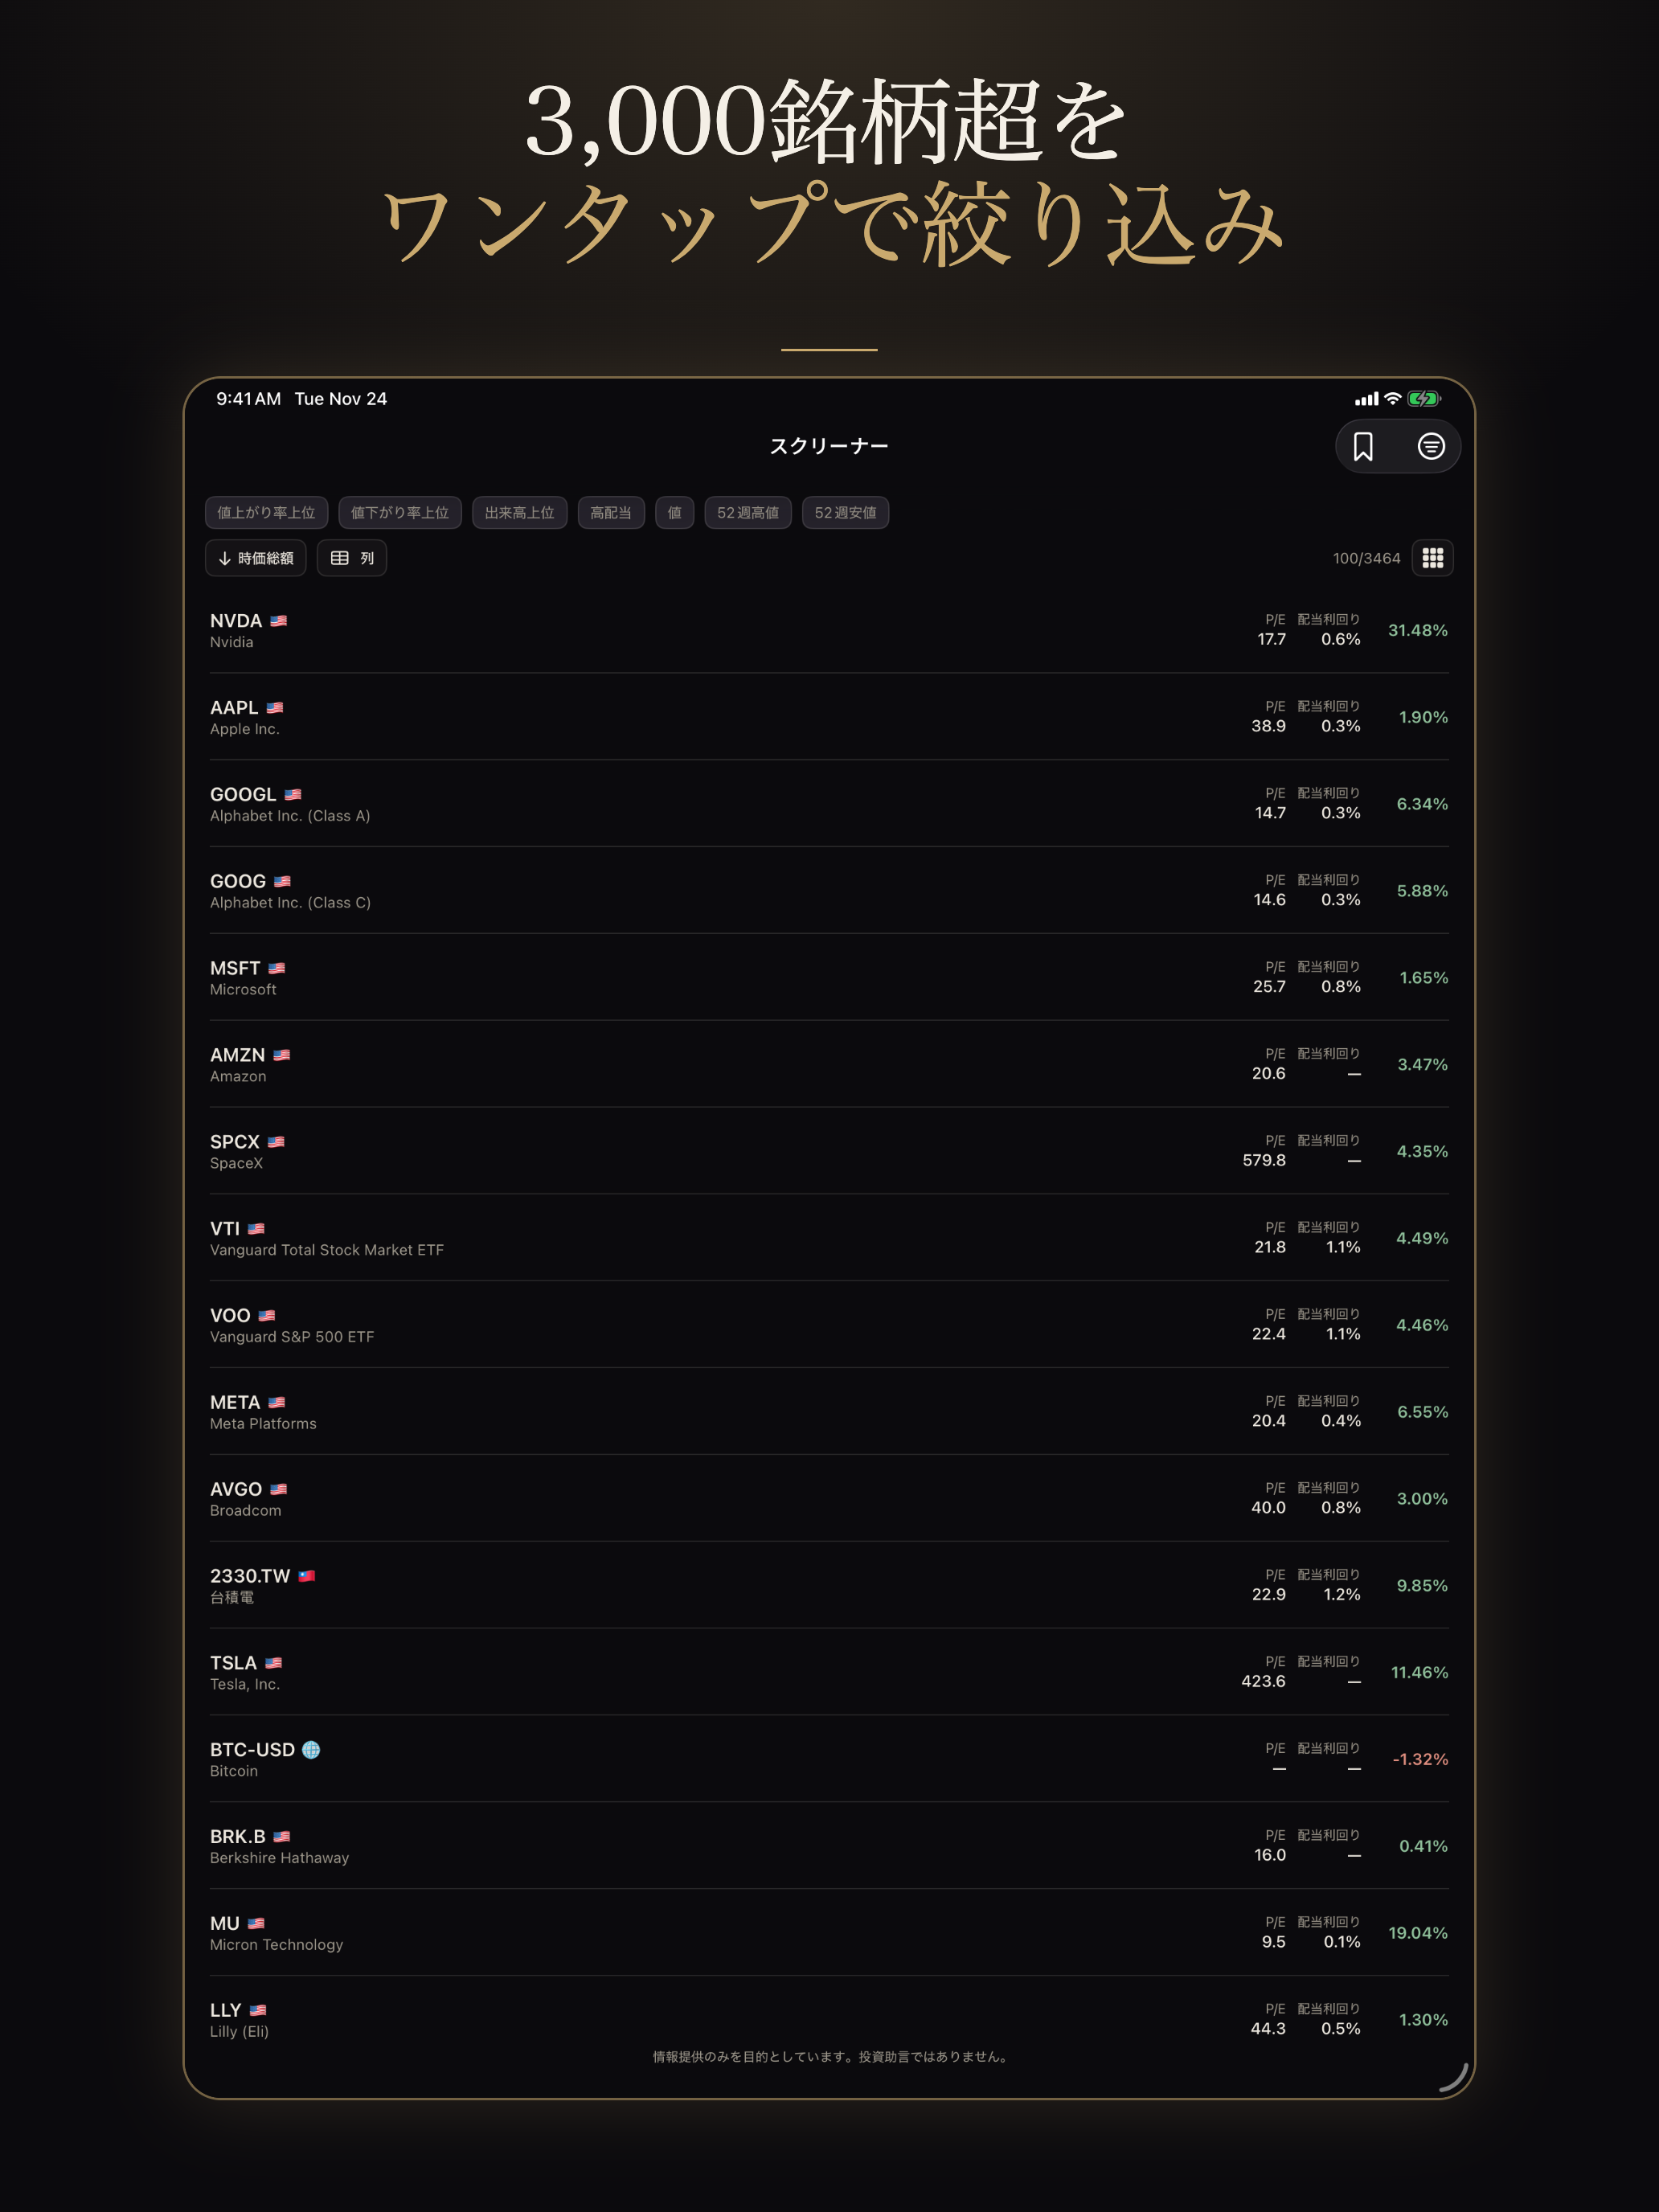 3,000銘柄超を
ワンタップで絞り込み
9:41 AM Tue Nov 24
スクリーナー
値上がり率上位 値下がり率上位 出来高上位 高配当 値 52週高値 52週安値
↓ 時価総額 列 100/3464
NVDA 🇺🇸 P/E 配当利回り
Nvidia 17.7 0.6% 31.48%
AAPL 🇺🇸 P/E 配当利回り
Apple Inc. 38.9 0.3% 1.90%
GOOGL 🇺🇸 P/E 配当利回り
Alphabet Inc. (Class A) 14.7 0.3% 6.34%
GOOG 🇺🇸 P/E 配当利回り
Alphabet Inc. (Class C) 14.6 0.3% 5.88%
MSFT 🇺🇸 P/E 配当利回り
Microsoft 25.7 0.8% 1.65%
AMZN 🇺🇸 P/E 配当利回り
Amazon 20.6 — 3.47%
SPCX 🇺🇸 P/E 配当利回り
SpaceX 579.8 — 4.35%
VTI 🇺🇸 P/E 配当利回り
Vanguard Total Stock Market ETF 21.8 1.1% 4.49%
VOO 🇺🇸 P/E 配当利回り
Vanguard S&P 500 ETF 22.4 1.1% 4.46%
META 🇺🇸 P/E 配当利回り
Meta Platforms 20.4 0.4% 6.55%
AVGO 🇺🇸 P/E 配当利回り
Broadcom 40.0 0.8% 3.00%
2330.TW 🇹🇼 P/E 配当利回り
台積電 22.9 1.2% 9.85%
TSLA 🇺🇸 P/E 配当利回り
Tesla, Inc. 423.6 — 11.46%
BTC-USD 🌐 P/E 配当利回り
Bitcoin — — -1.32%
BRK.B 🇺🇸 P/E 配当利回り
Berkshire Hathaway 16.0 — 0.41%
MU 🇺🇸 P/E 配当利回り
Micron Technology 9.5 0.1% 19.04%
LLY 🇺🇸 P/E 配当利回り
Lilly (Eli) 44.3 0.5% 1.30%
情報提供のみを目的としています。投資助言ではありません。